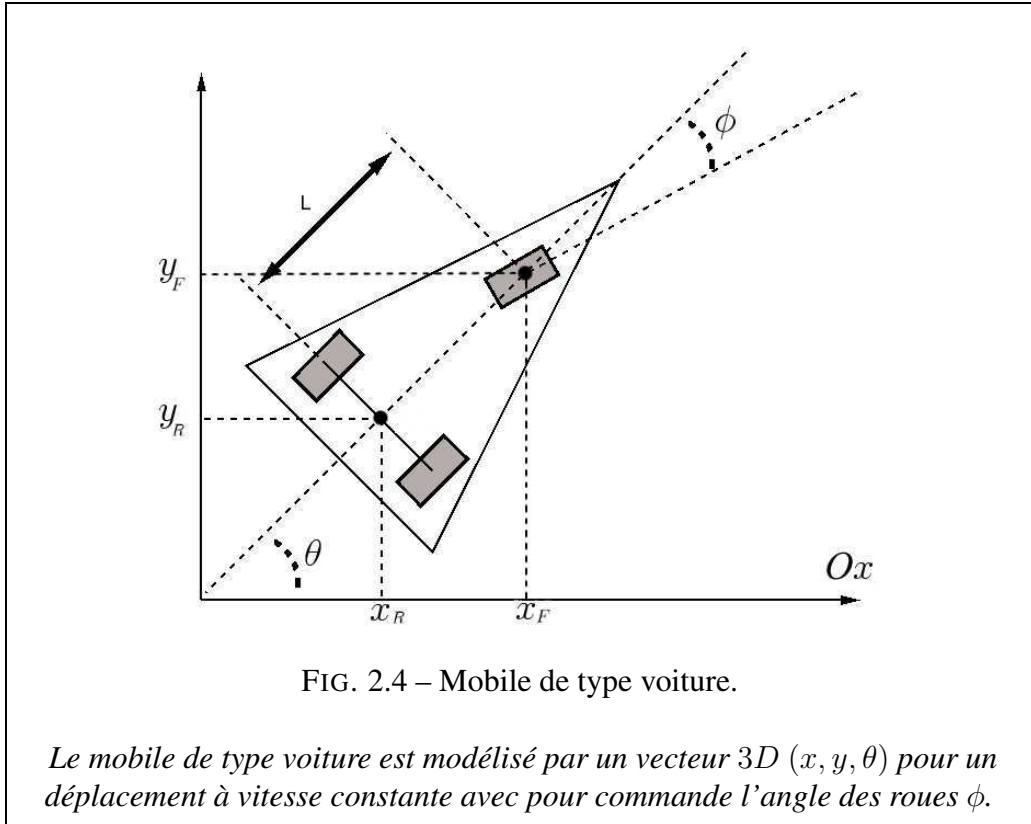 ϕ
L
y_F
y_R
θ
Ox
x_R
x_F
FIG. 2.4 – Mobile de type voiture.
Le mobile de type voiture est modélisé par un vecteur 3D (x, y, θ) pour un
déplacement à vitesse constante avec pour commande l'angle des roues ϕ.